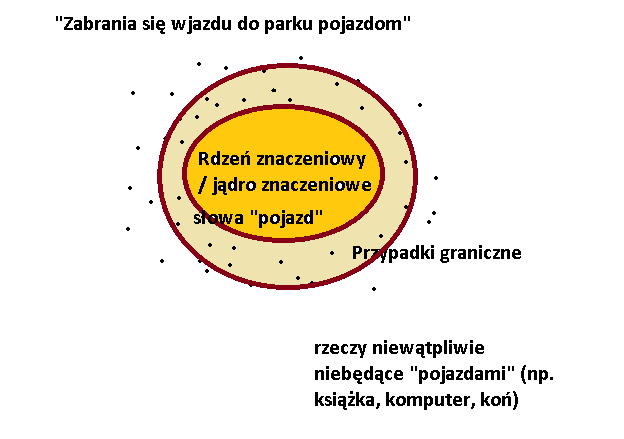 "Zabrania się wjazdu do parku pojazdom"
Rdzeń znaczeniowy
/ jądro znaczeniowe
słowa "pojazd"
Przypadki graniczne
rzeczy niewątpliwie
niebędące "pojazdami" (np.
książka, komputer, koń)